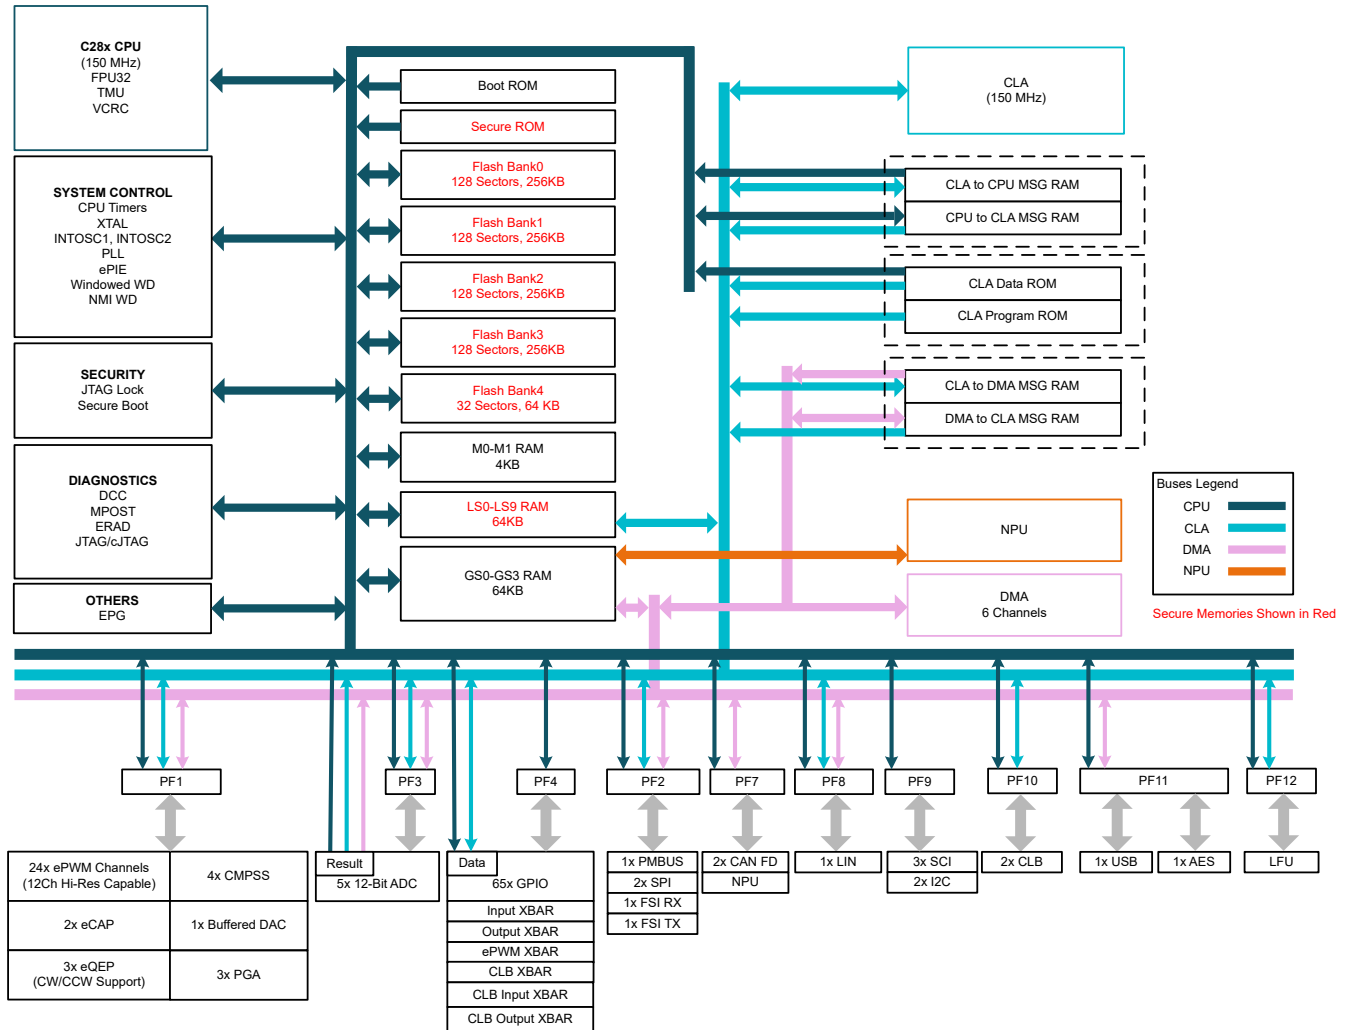 C28x CPU
(150 MHz)
FPU32
TMU
VCRC
SYSTEM CONTROL
CPU Timers
XTAL
INTOSC1, INTOSC2
PLL
ePIE
Windowed WD
NMI WD
SECURITY
JTAG Lock
Secure Boot
DIAGNOSTICS
DCC
MPOST
ERAD
JTAG/cJTAG
OTHERS
EPG
Boot ROM
Secure ROM
Flash Bank0
128 Sectors, 256KB
Flash Bank1
128 Sectors, 256KB
Flash Bank2
128 Sectors, 256KB
Flash Bank3
128 Sectors, 256KB
Flash Bank4
32 Sectors, 64 KB
M0-M1 RAM
4KB
LS0-LS9 RAM
64KB
GS0-GS3 RAM
64KB
CLA
(150 MHz)
CLA to CPU MSG RAM
CPU to CLA MSG RAM
CLA Data ROM
CLA Program ROM
CLA to DMA MSG RAM
DMA to CLA MSG RAM
NPU
DMA
6 Channels
Buses Legend
CPU
CLA
DMA
NPU
Secure Memories Shown in Red
PF1
PF3
PF4
PF2
PF7
PF8
PF9
PF10
PF11
PF12
24x ePWM Channels
(12Ch Hi-Res Capable)
4x CMPSS
2x eCAP
1x Buffered DAC
3x eQEP
(CW/CCW Support)
3x PGA
Result
5x 12-Bit ADC
Data
65x GPIO
Input XBAR
Output XBAR
ePWM XBAR
CLB XBAR
CLB Input XBAR
CLB Output XBAR
1x PMBUS
2x SPI
1x FSI RX
1x FSI TX
2x CAN FD
NPU
1x LIN
3x SCI
2x I2C
2x CLB
1x USB
1x AES
LFU